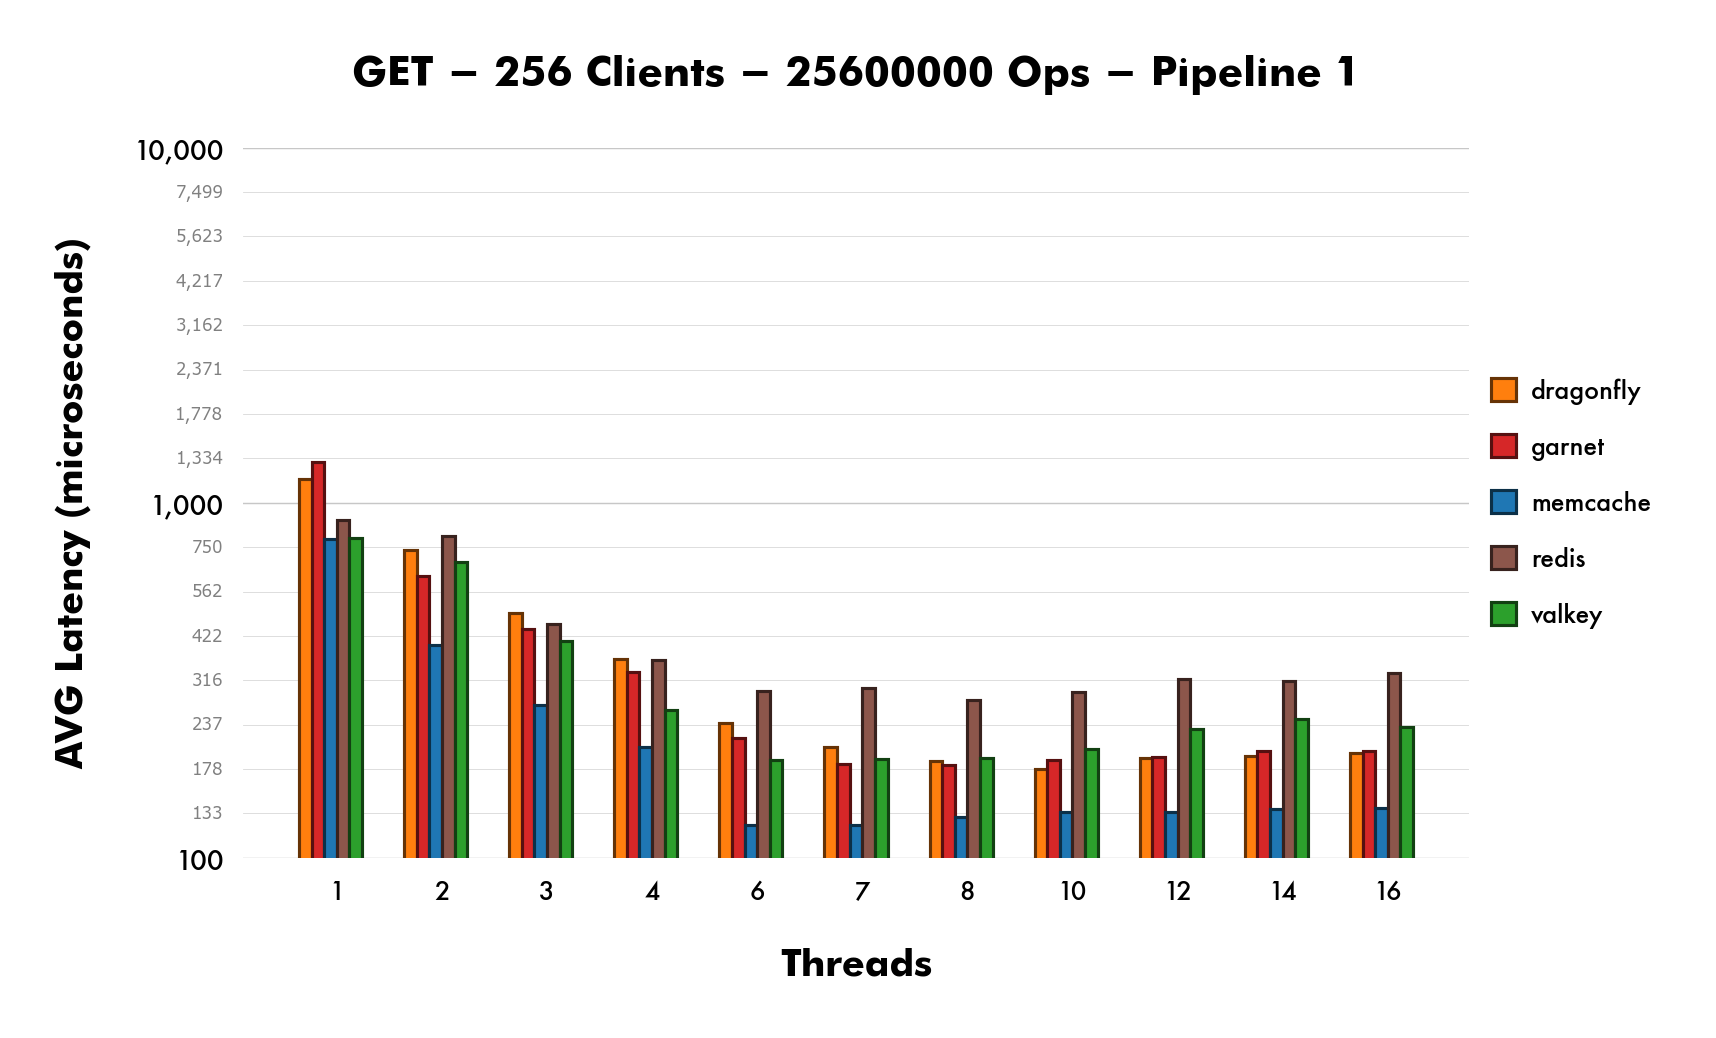 GET – 256 Clients – 25600000 Ops – Pipeline 1
AVG Latency (microseconds)
10,000
7,499
5,623
4,217
3,162
2,371
1,778
1,334
1,000
750
562
422
316
237
178
133
100
1 2 3 4 6 7 8 10 12 14 16
Threads
dragonfly
garnet
memcache
redis
valkey